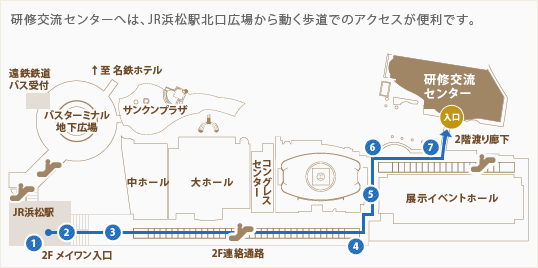 研修交流センターへは、JR浜松駅北口広場から動く歩道でのアクセスが便利です。
遠鉄鉄道
バス受付
↑至 名鉄ホテル
バスターミナル
地下広場
サンクンプラザ
研修交流
センター
入口
2階渡り廊下
中ホール
大ホール
コングレス
センター
展示イベントホール
JR浜松駅
1
2
3
4
5
6
7
2F メイワン入口
2F連絡通路